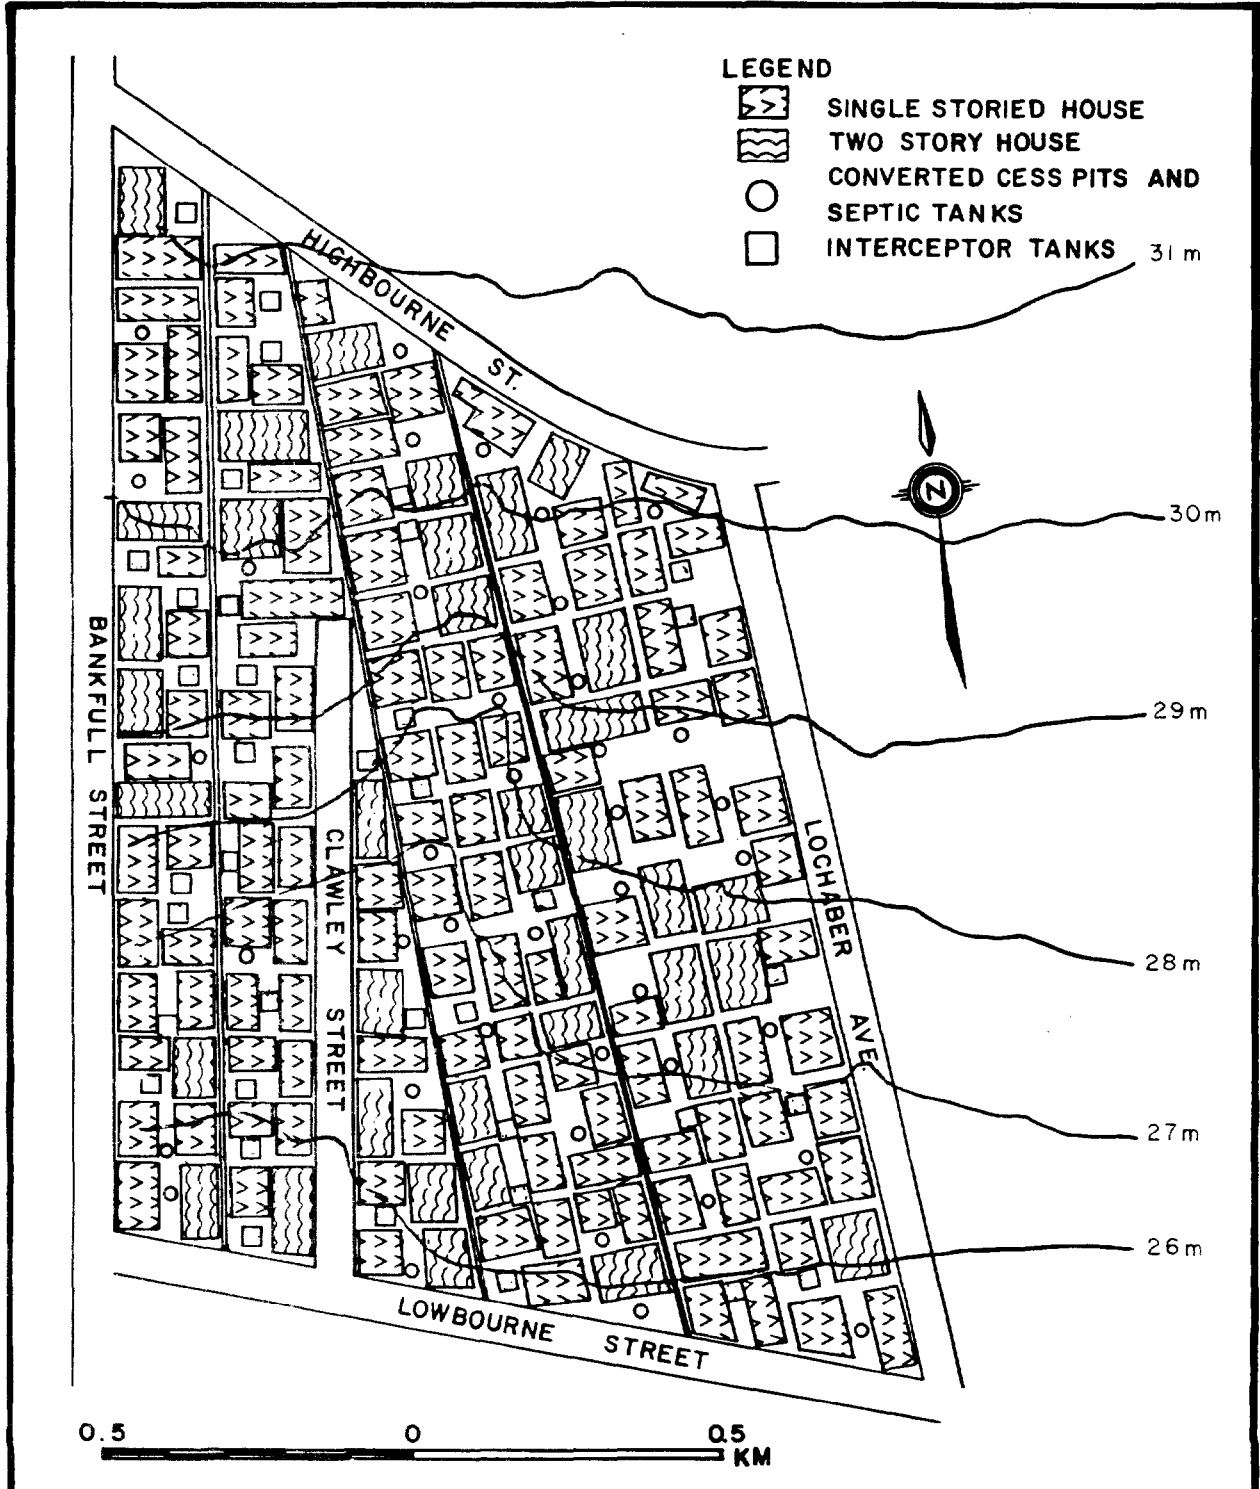 LEGEND
SINGLE STORIED HOUSE
TWO STORY HOUSE
CONVERTED CESS PITS AND
SEPTIC TANKS
INTERCEPTOR TANKS
31m
HIGHBOURNE ST.
N
30m
29m
BANKFULL STREET
CLAWLEY STREET
LOCHABER AVE.
28m
27m
26m
LOWBOURNE STREET
0.5 0 0.5
KM